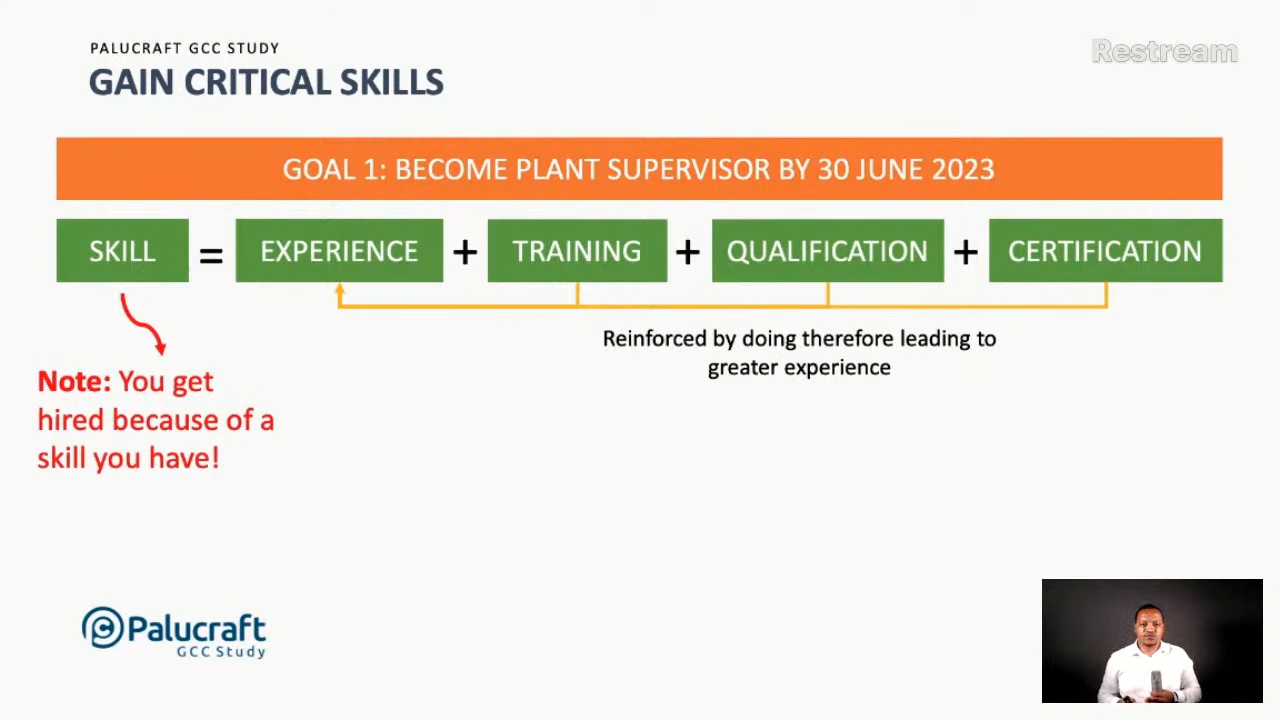 PALUCRAFT GCC STUDY
Restream
GAIN CRITICAL SKILLS
GOAL 1: BECOME PLANT SUPERVISOR BY 30 JUNE 2023
SKILL = EXPERIENCE + TRAINING + QUALIFICATION + CERTIFICATION
Reinforced by doing therefore leading to
greater experience
Note: You get
hired because of a
skill you have!
Palucraft
GCC Study